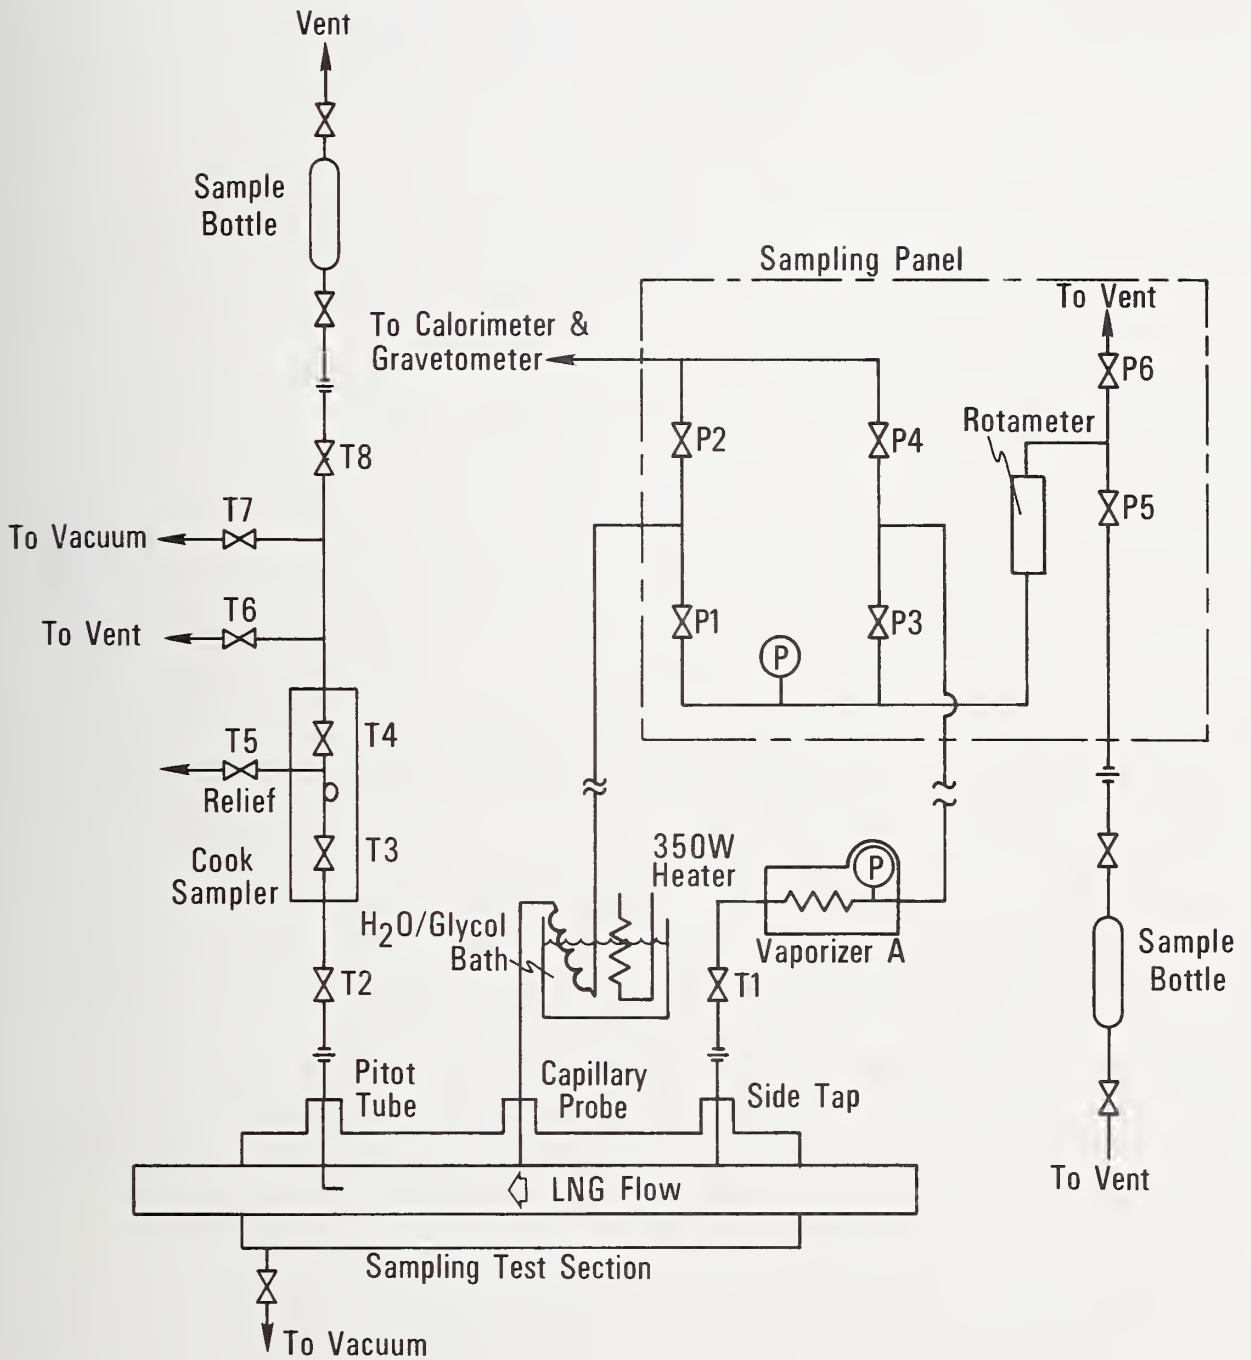 Vent
Sample
Bottle
Sampling Panel
To Vent
To Calorimeter &
Gravetometer
P6
Rotameter
P2
P4
T8
P5
T7
To Vacuum
T6
To Vent
P1
P3
P
T4
T5
Relief
T3
Cook
Sampler
350W
Heater
P
H₂O/Glycol
Bath
Vaporizer A
Sample
Bottle
T2
T1
Pitot
Tube
Capillary
Probe
Side Tap
To Vent
LNG Flow
Sampling Test Section
To Vacuum